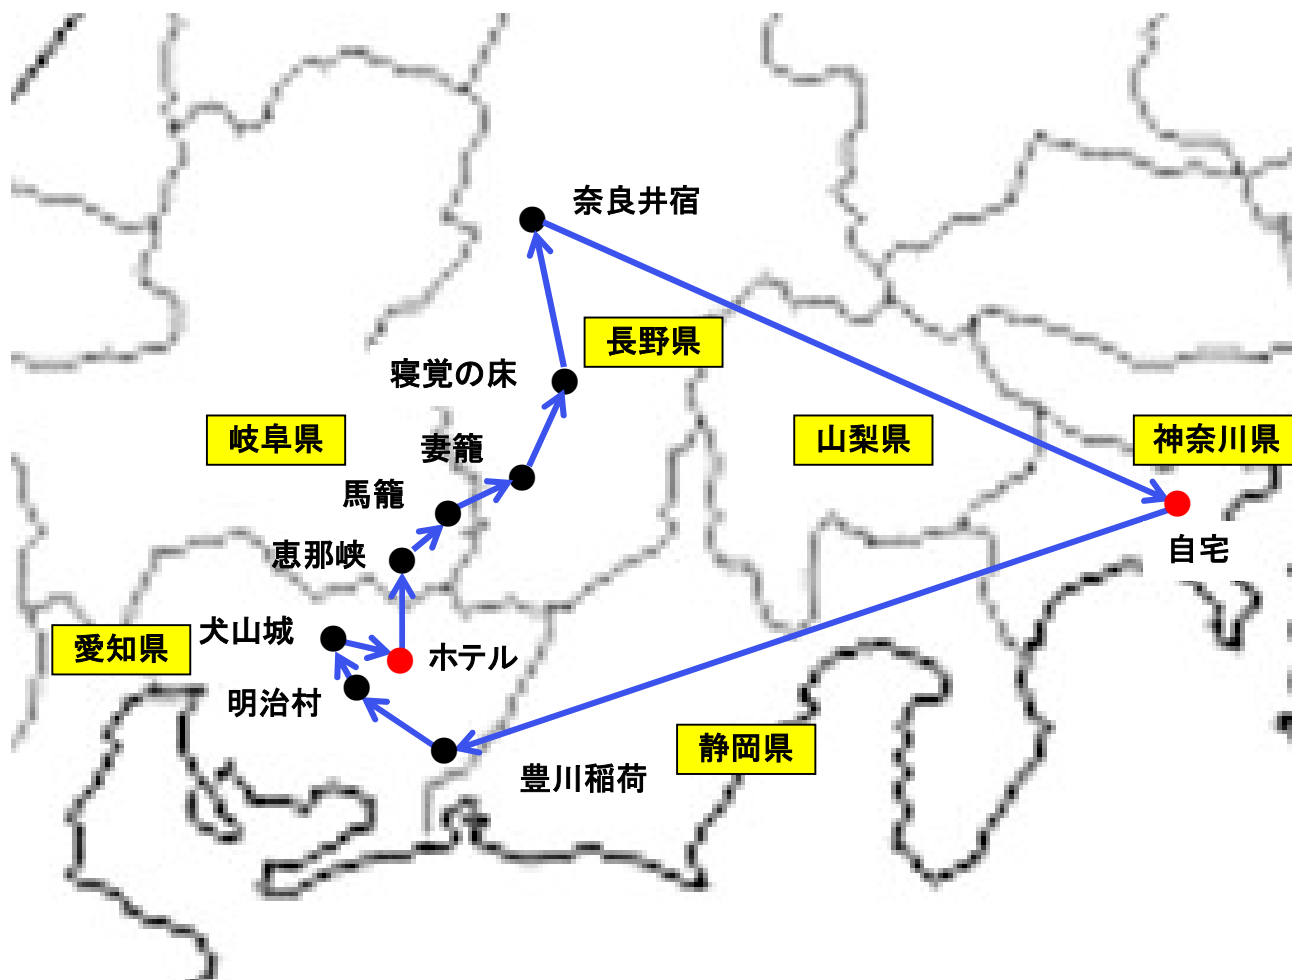 奈良井宿
長野県
寝覚の床
岐阜県
妻籠
山梨県
神奈川県
馬籠
自宅
恵那峡
犬山城
愛知県
ホテル
明治村
静岡県
豊川稲荷